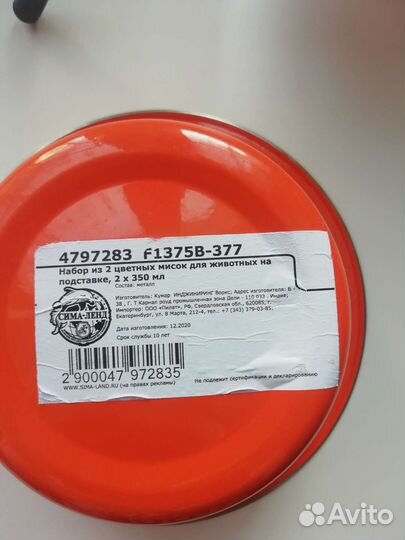 4797283 f1375B-377
Набор из 2 цветных мисок для животных на
подставке, 2 x 350 мл
Состав: металл
Изготовитель: Кумар ИМДЖИНИРИНГ Воркс; Адрес изготовителя: B -
38 , Г. Т Карнал роуд промышленная зона Дели - 110 033 . Индия;
Импортер: ООО «Пилат», РФ, Свердловская обл., 620085, г.
Екатеринбург, ул. 8 Марта, 212-4, тел.: +7 (343) 379-03-85.
Дата изготовления: 12.2020
Срок службы 10 лет
СИМА-ЛЕНД
2 900047 972835
WWW.SIMA-LAND.RU (на правах рекламы)
Не подлежит сертификации и декларированию
Avito